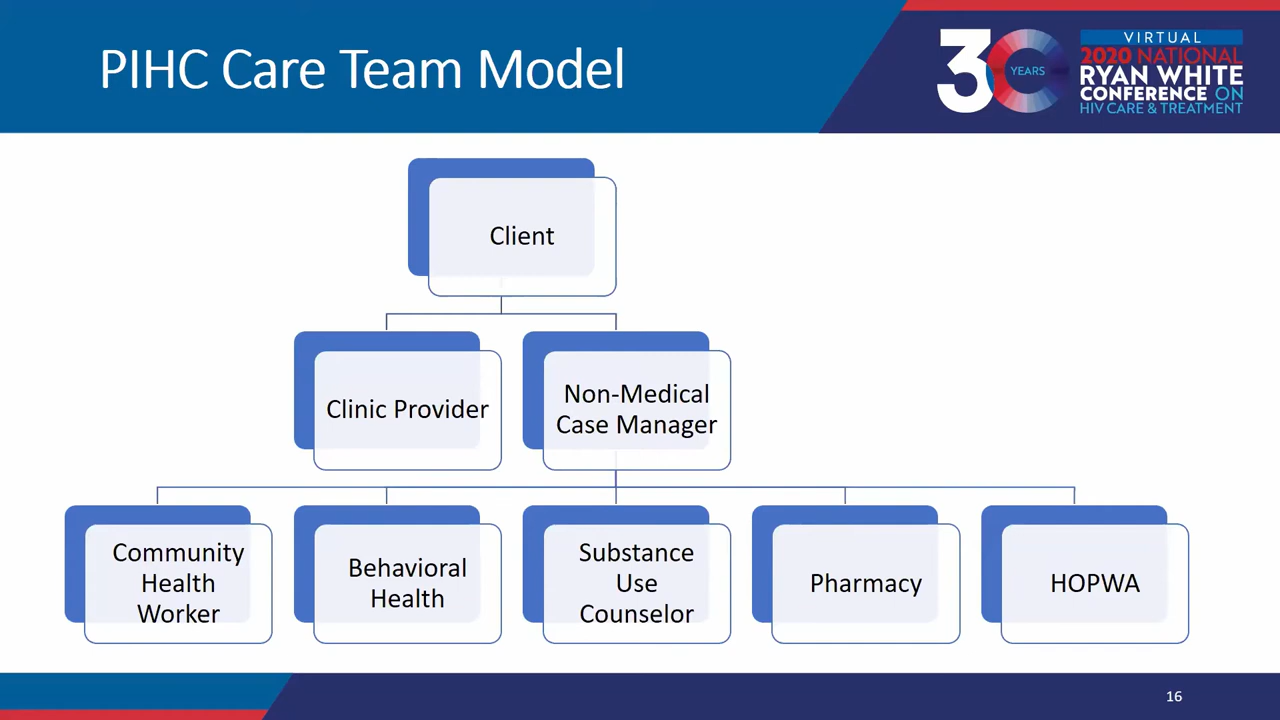 PIHC Care Team Model
30
YEARS
VIRTUAL
2020 NATIONAL
RYAN WHITE
CONFERENCE ON
HIV CARE & TREATMENT
Client
Clinic Provider
Non-Medical
Case Manager
Community
Health
Worker
Behavioral
Health
Substance
Use
Counselor
Pharmacy
HOPWA
16